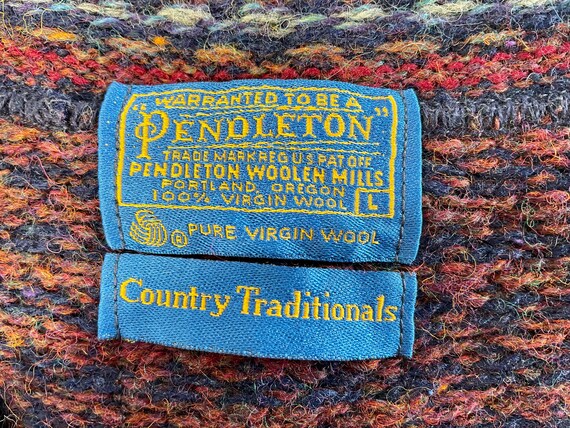 WARRANTED TO BE A
"PENDLETON"
TRADE MARK REG U.S. PAT OFF.
PENDLETON WOOLEN MILLS
PORTLAND, OREGON
100% VIRGIN WOOL L
® PURE VIRGIN WOOL
Country Traditionals